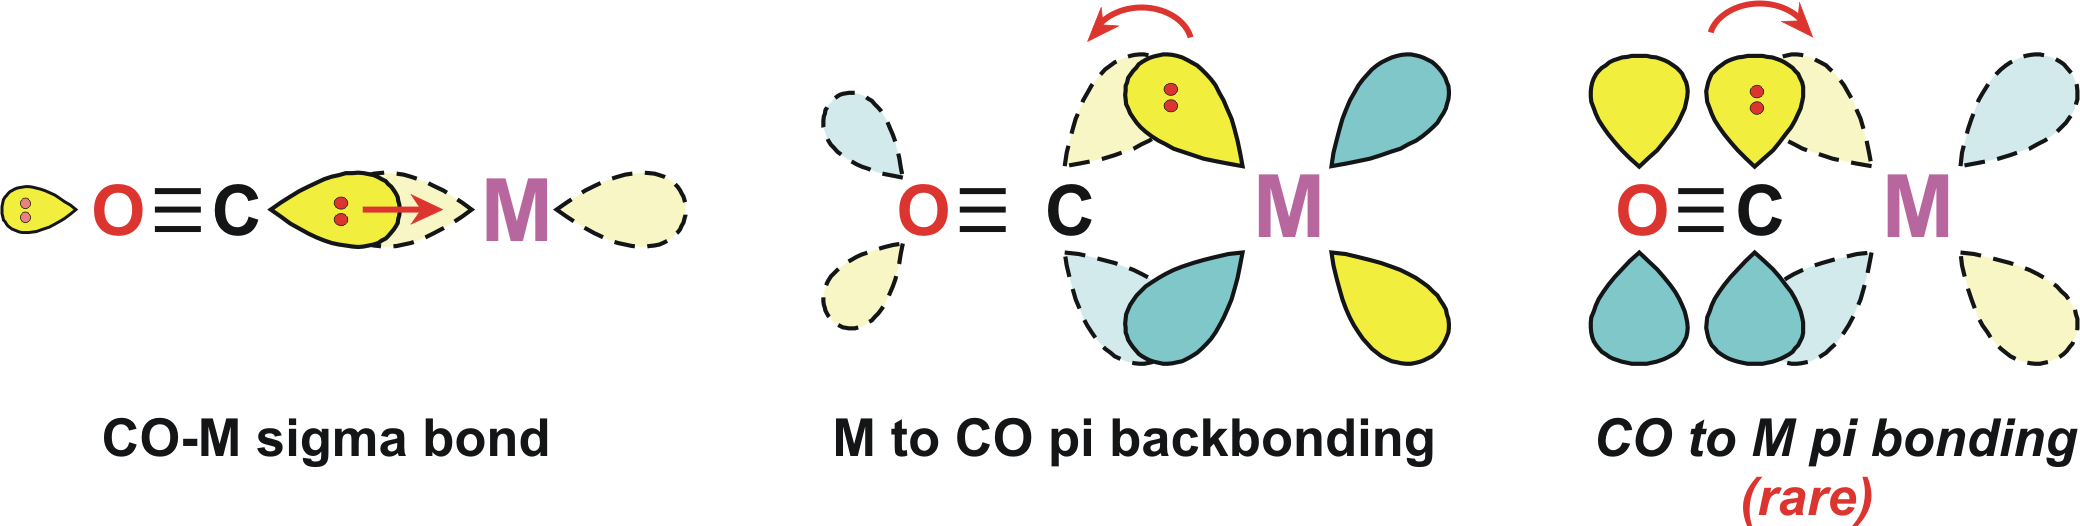 O≡C M
O≡C M
O≡C M
CO-M sigma bond
M to CO pi backbonding
CO to M pi bonding
(rare)